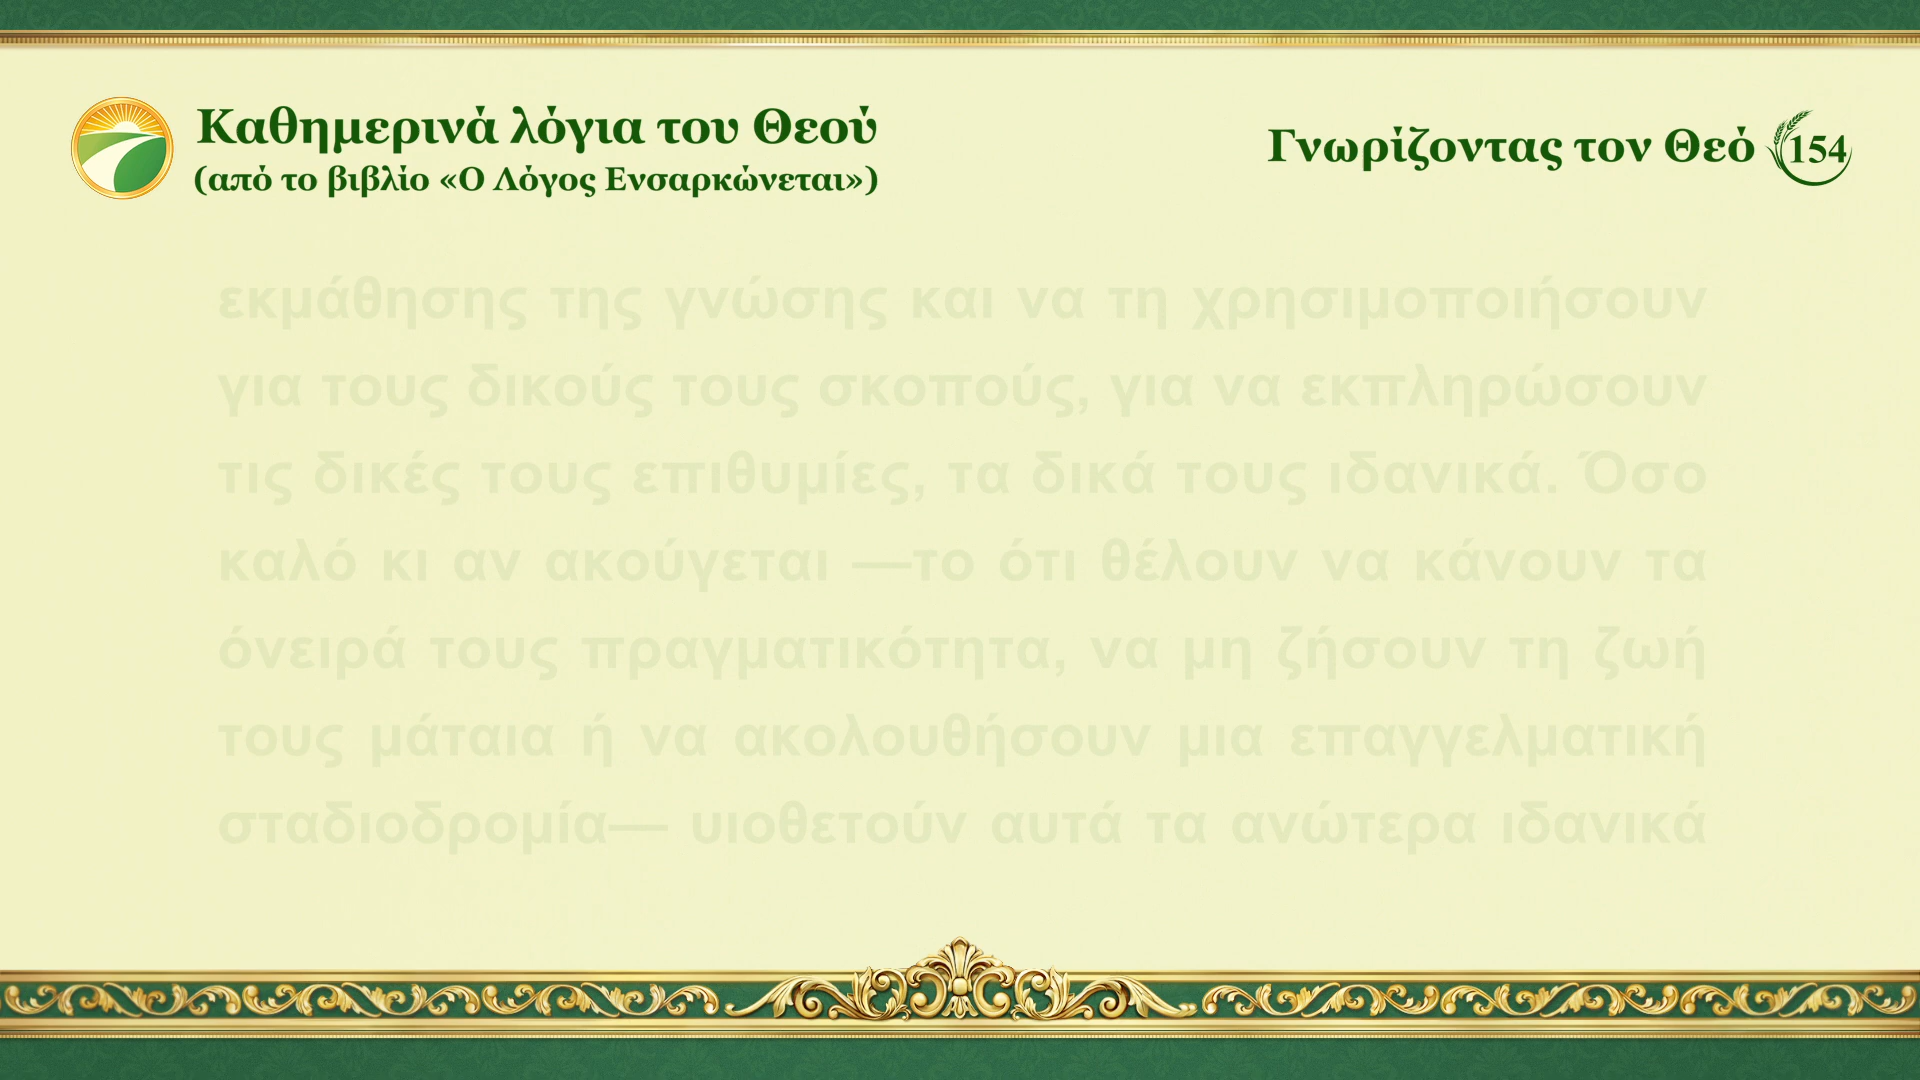 Καθημερινά λόγια του Θεού
(από το βιβλίο «Ο Λόγος Ενσαρκώνεται»)
Γνωρίζοντας τον Θεό 154
εκμάθησης της γνώσης και να τη χρησιμοποιήσουν
για τους δικούς τους σκοπούς, για να εκπληρώσουν
τις δικές τους επιθυμίες, τα δικά τους ιδανικά. Όσο
καλό κι αν ακούγεται —το ότι θέλουν να κάνουν τα
όνειρά τους πραγματικότητα, να μη ζήσουν τη ζωή
τους μάταια ή να ακολουθήσουν μια επαγγελματική
σταδιοδρομία— υιοθετούν αυτά τα ανώτερα ιδανικά